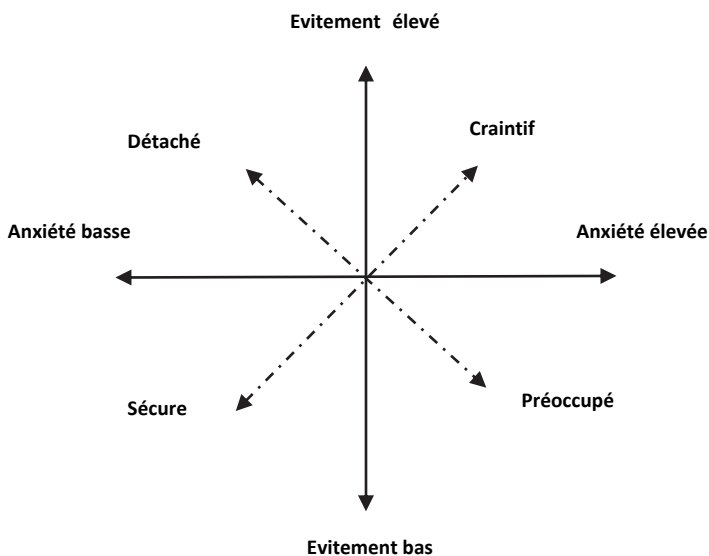 Evitement élevé
Craintif
Détaché
Anxiété basse
Anxiété élevée
Préoccupé
Sécure
Evitement bas